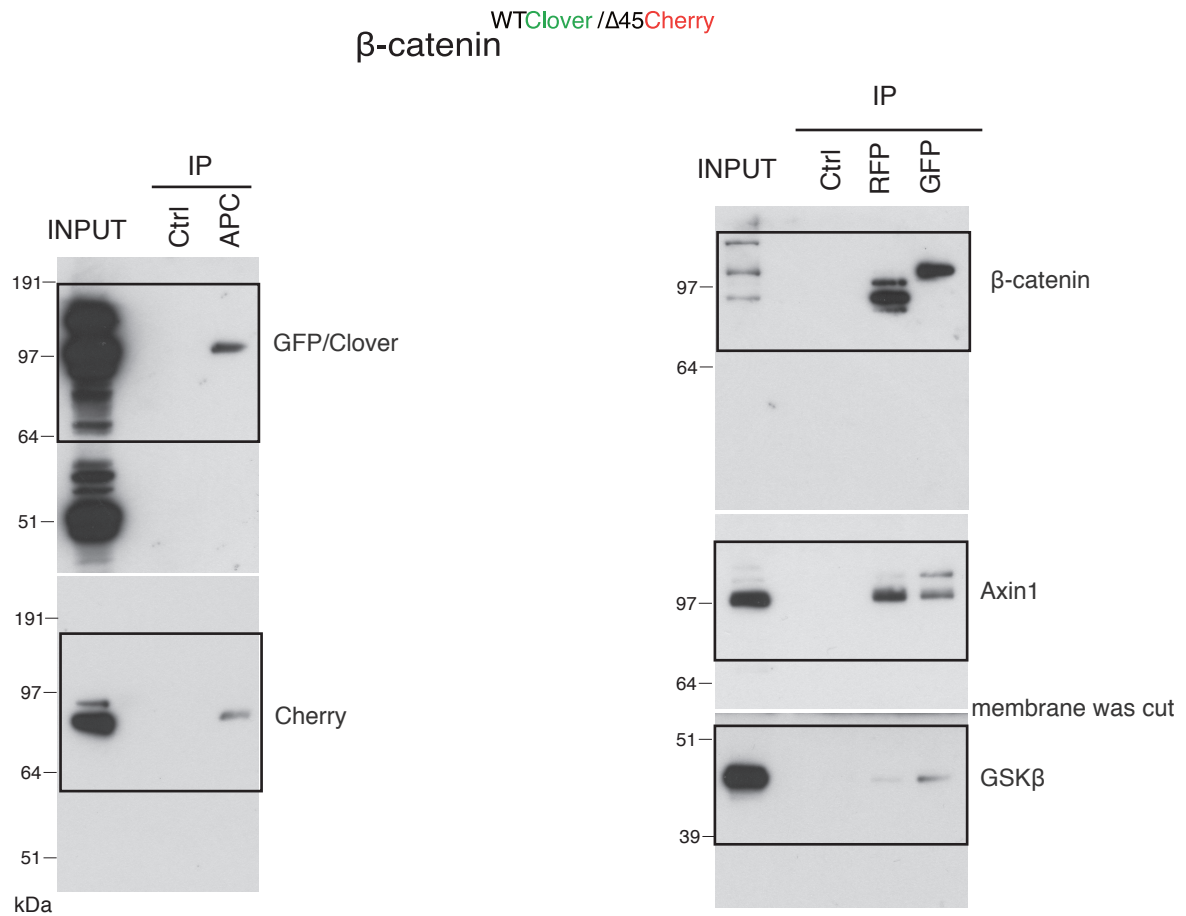 WTClover /Δ45Cherry
β-catenin
IP
INPUT
Ctrl
APC
191
97
64
51
GFP/Clover
191
97
64
51
Cherry
kDa
IP
INPUT
Ctrl
RFP
GFP
97
64
β-catenin
97
64
Axin1
membrane was cut
51
39
GSKβ